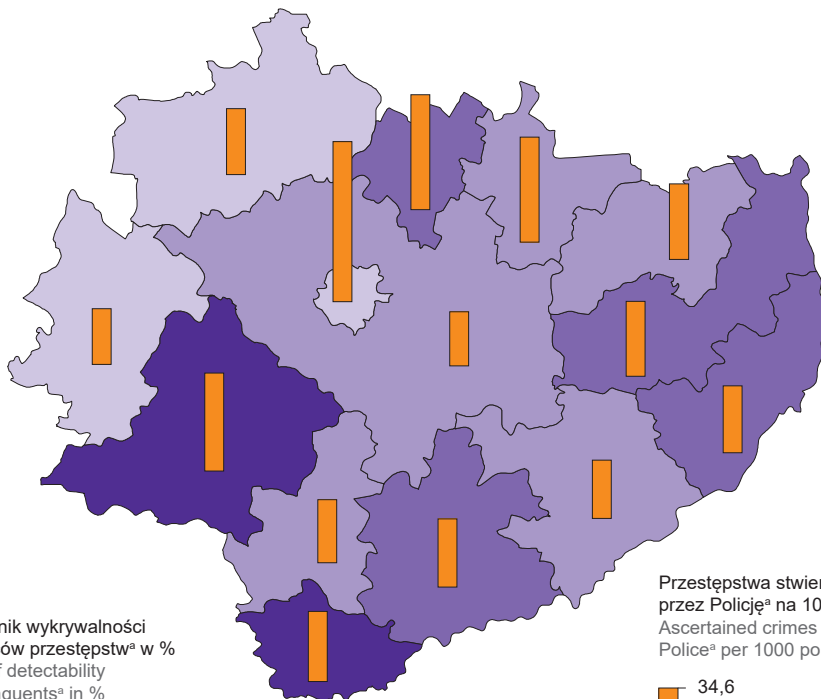 nik wykrywalności
ów przestępstwᵃ w %
f detectability
nquentsᵃ in %
Przestępstwa stwier
przez Policjęᵃ na 10
Ascertained crimes
Policeᵃ per 1000 po
34,6